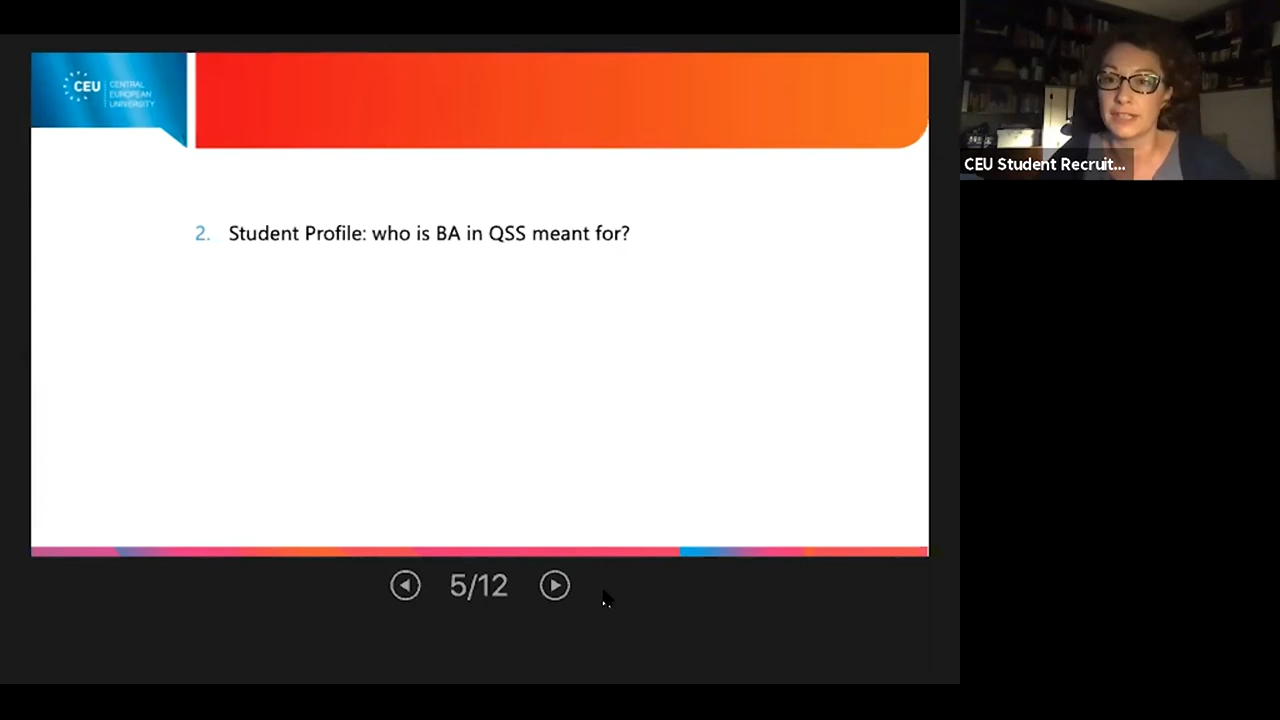 CEU
CENTRAL
EUROPEAN
UNIVERSITY
CEU Student Recruit...
2. Student Profile: who is BA in QSS meant for?
5/12